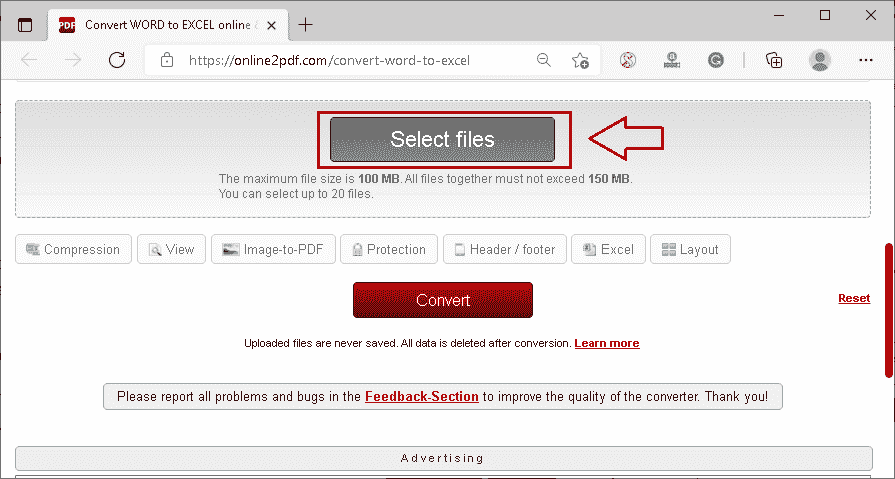 PDF Convert WORD to EXCEL online &
https://online2pdf.com/convert-word-to-excel
Select files
The maximum file size is 100 MB. All files together must not exceed 150 MB.
You can select up to 20 files.
Compression View Image-to-PDF Protection Header / footer Excel Layout
Convert
Reset
Uploaded files are never saved. All data is deleted after conversion. Learn more
Please report all problems and bugs in the Feedback-Section to improve the quality of the converter. Thank you!
Advertising